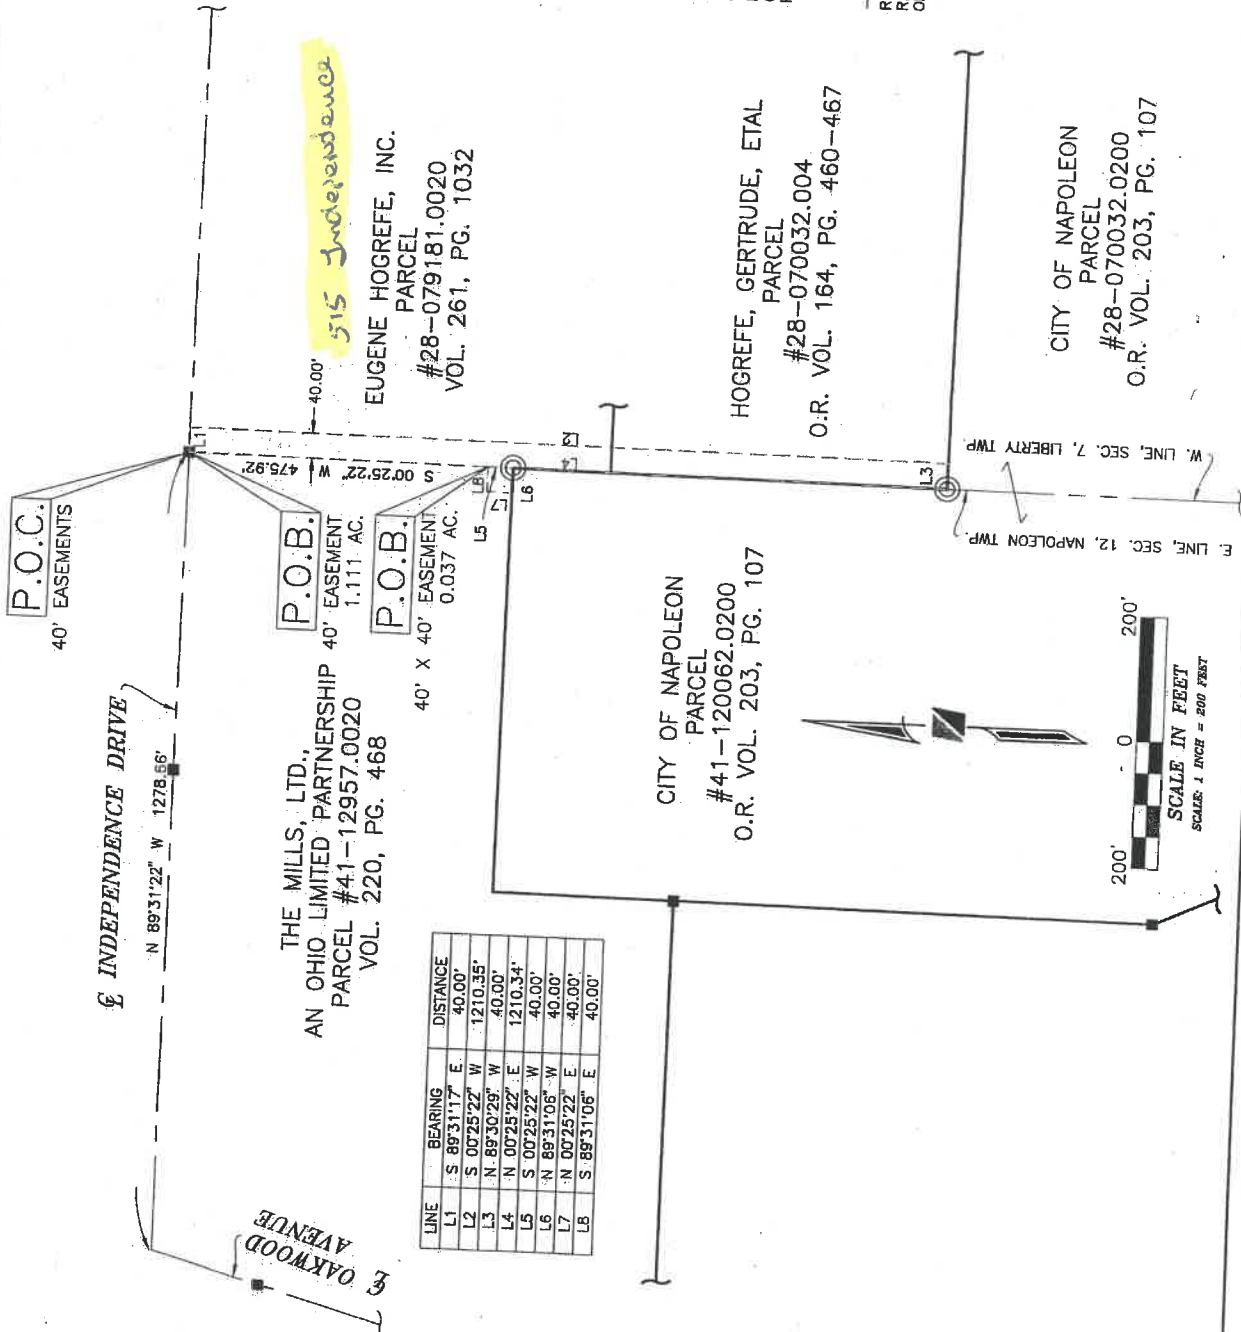 P.O.C.
40' EASEMENTS
℄ INDEPENDENCE DRIVE
N 89°31'22" W 1278.66'
L1
40.00'
515 Independence
S 00°25'22" W 475.92'
P.O.B.
40' EASEMENT
1.111 AC.
P.O.B.
40' X 40' EASEMENT
0.037 AC.
EUGENE HOGREFE, INC.
PARCEL
#28-079181.0020
VOL. 261, PG. 1032
THE MILLS, LTD.,
AN OHIO LIMITED PARTNERSHIP
PARCEL #41-12957.0020
VOL. 220, PG. 468
L8
L7
L5
L6
L2
L4
L3
HOGREFE, GERTRUDE, ETAL
PARCEL
#28-070032.004
O.R. VOL. 164, PG. 460-467
CITY OF NAPOLEON
PARCEL
#41-120062.0200
O.R. VOL. 203, PG. 107
CITY OF NAPOLEON
PARCEL
#28-070032.0200
O.R. VOL. 203, PG. 107
W. LINE, SEC. 7, LIBERTY TWP.
E. LINE, SEC. 12, NAPOLEON TWP.
℄ OAKWOOD
AVENUE
LINE BEARING DISTANCE
L1 S 89°31'17" E 40.00'
L2 S 00°25'22" W 1210.35'
L3 N 89°30'29" W 40.00'
L4 N 00°25'22" E 1210.34'
L5 S 00°25'22" W 40.00'
L6 N 89°31'06" W 40.00'
L7 N 00°25'22" E 40.00'
L8 S 89°31'06" E 40.00'
200' 0 200'
SCALE IN FEET
SCALE: 1 INCH = 200 FEET
R
R
O